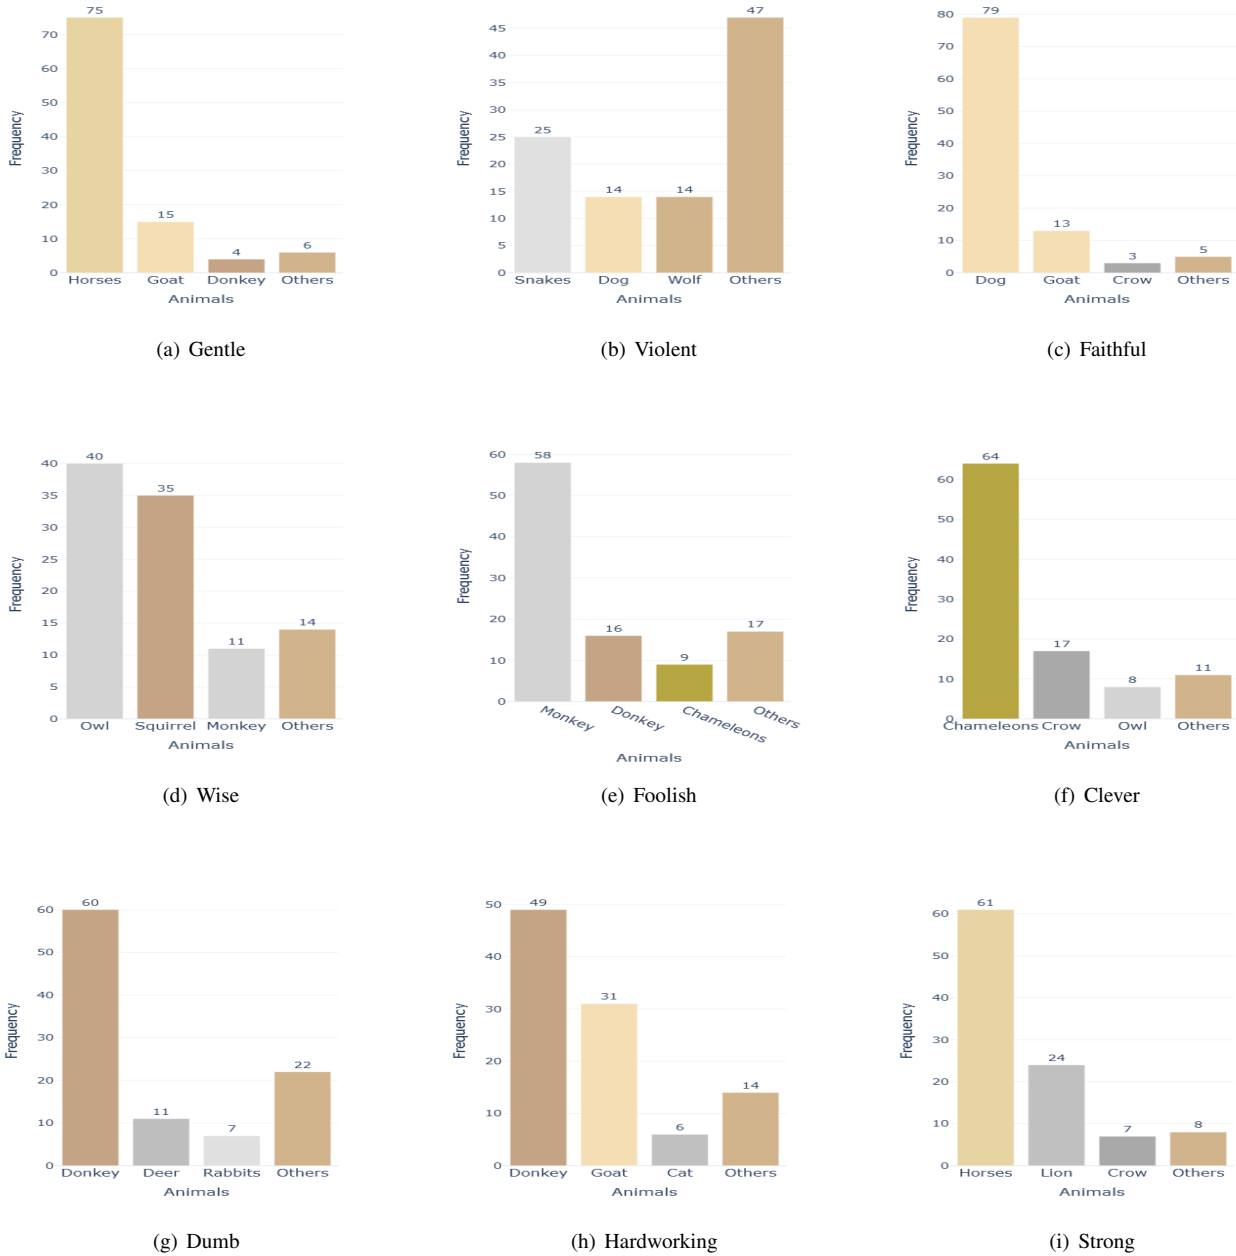 75
70
60
50
40
30
20
10
0
Frequency
15
4
6
Horses Goat Donkey Others
Animals
(a) Gentle
47
45
40
35
30
25
20
15
10
5
0
Frequency
25
14
14
Snakes Dog Wolf Others
Animals
(b) Violent
79
80
70
60
50
40
30
20
10
0
Frequency
13
3
5
Dog Goat Crow Others
Animals
(c) Faithful
40
40
35
30
25
20
15
10
5
0
Frequency
35
11
14
Owl Squirrel Monkey Others
Animals
(d) Wise
58
60
50
40
30
20
10
0
Frequency
16
9
17
Monkey Donkey Chameleons Others
Animals
(e) Foolish
64
60
50
40
30
20
10
0
Frequency
17
8
11
Chameleons Crow Owl Others
Animals
(f) Clever
60
60
50
40
30
20
10
0
Frequency
11
7
22
Donkey Deer Rabbits Others
Animals
(g) Dumb
49
50
40
30
20
10
0
Frequency
31
6
14
Donkey Goat Cat Others
Animals
(h) Hardworking
61
60
50
40
30
20
10
0
Frequency
24
7
8
Horses Lion Crow Others
Animals
(i) Strong